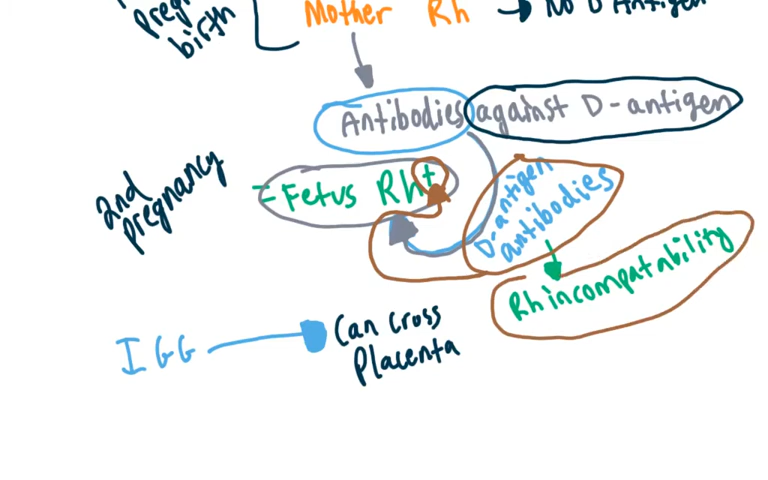 birth
Mother Rh → No D Antigen
Antibodies against D-antigen
2nd
pregnancy
- Fetus Rh+
D-antigen
antibodies
Rh incompatability
IGG
Can cross
Placenta